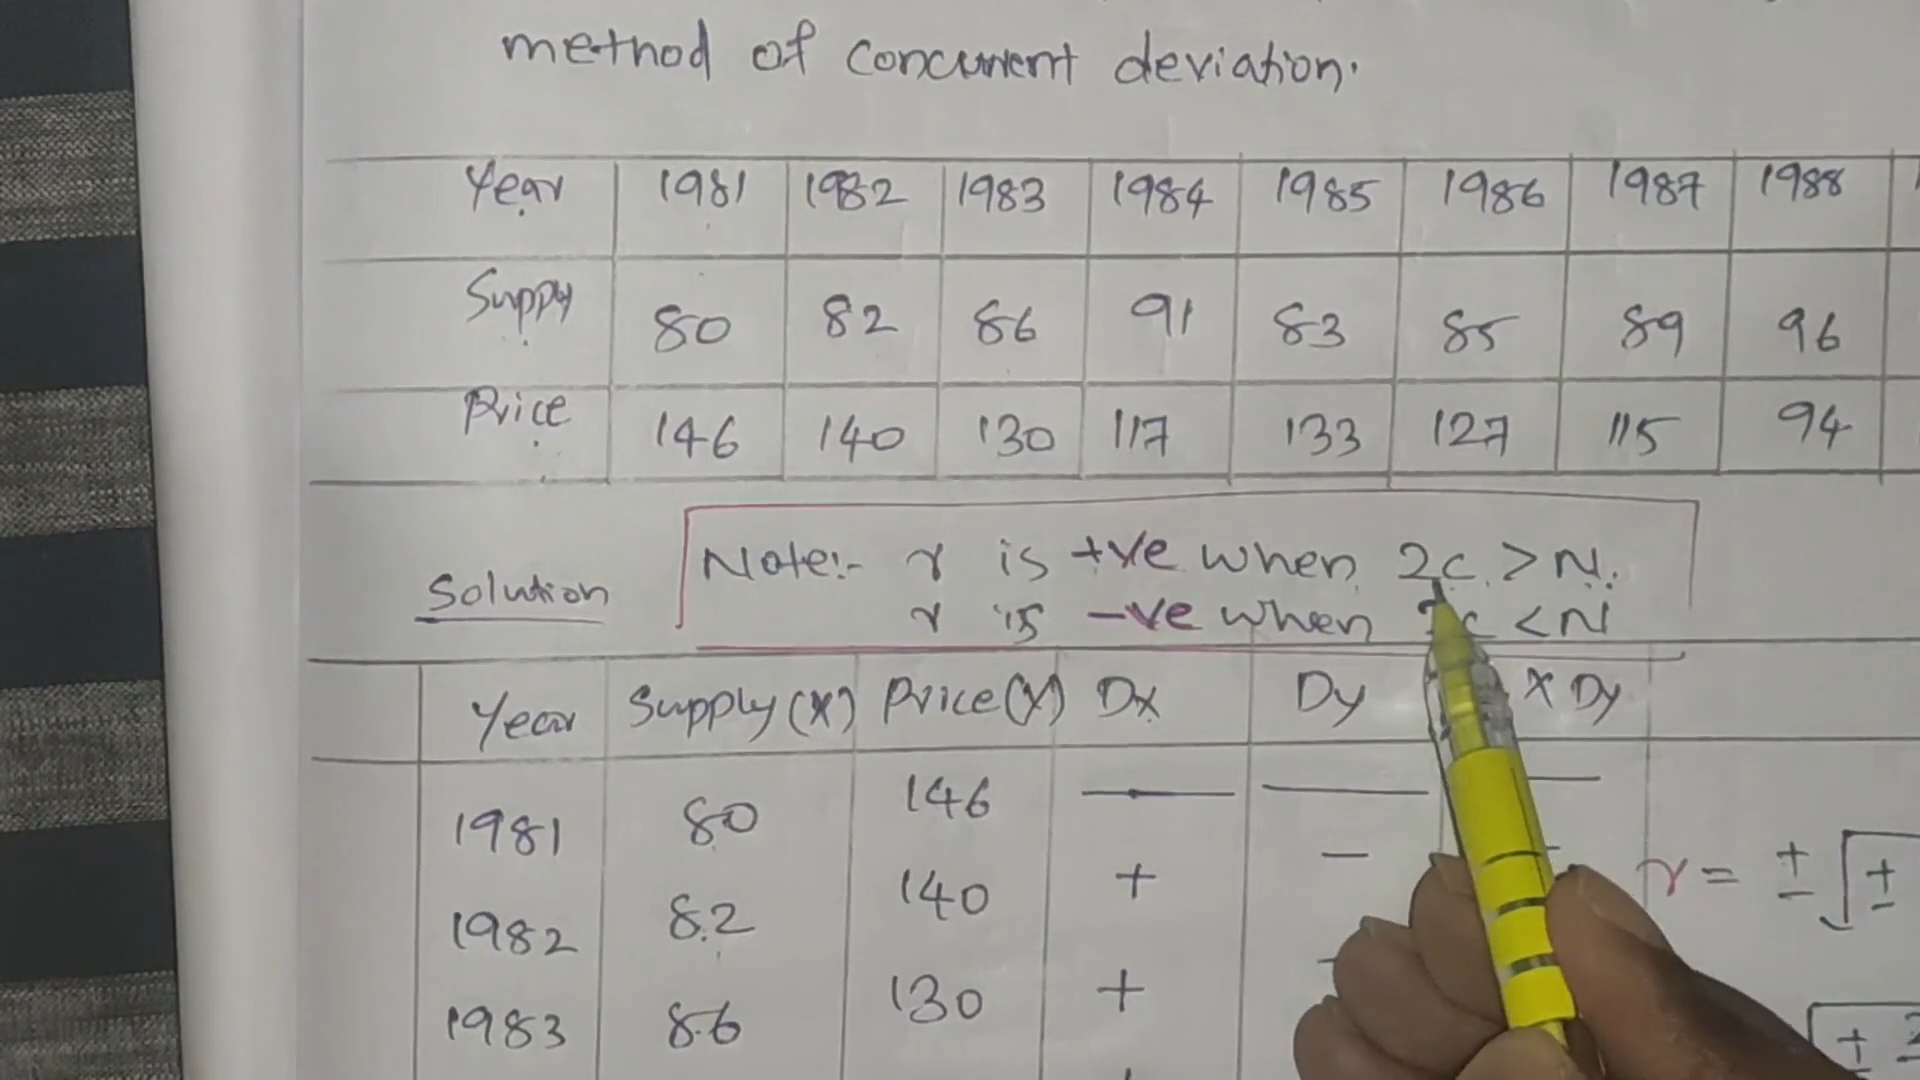 method of concurrent deviation.
Year 1981 1982 1983 1984 1985 1986 1987 1988
Supply 80 82 86 91 83 85 89 96
Price 146 140 130 117 133 127 115 94
Solution
Note:- r is +ve when 2c > N.
r is -ve when 2c < N
Year Supply (X) Price (Y) Dx Dy x Dy
1981 80 146 — — —
1982 82 140 + − −
1983 86 130 +
r = ± √ ±
±